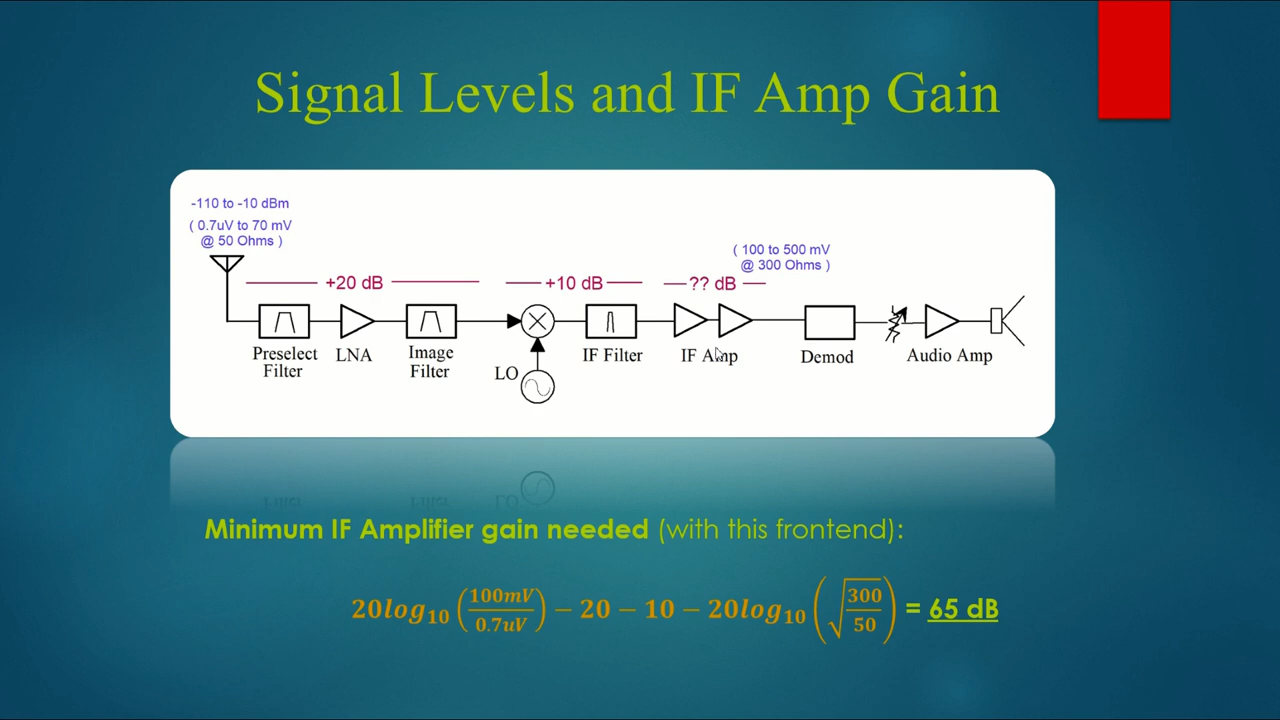 Signal Levels and IF Amp Gain
-110 to -10 dBm
( 0.7uV to 70 mV
@ 50 Ohms )
( 100 to 500 mV
@ 300 Ohms )
+20 dB
+10 dB
?? dB
Preselect
Filter
LNA
Image
Filter
LO
IF Filter
IF Amp
Demod
Audio Amp
Minimum IF Amplifier gain needed (with this frontend):
20log₁₀(100mV/0.7uV) − 20 − 10 − 20log₁₀(√(300/50)) = 65 dB